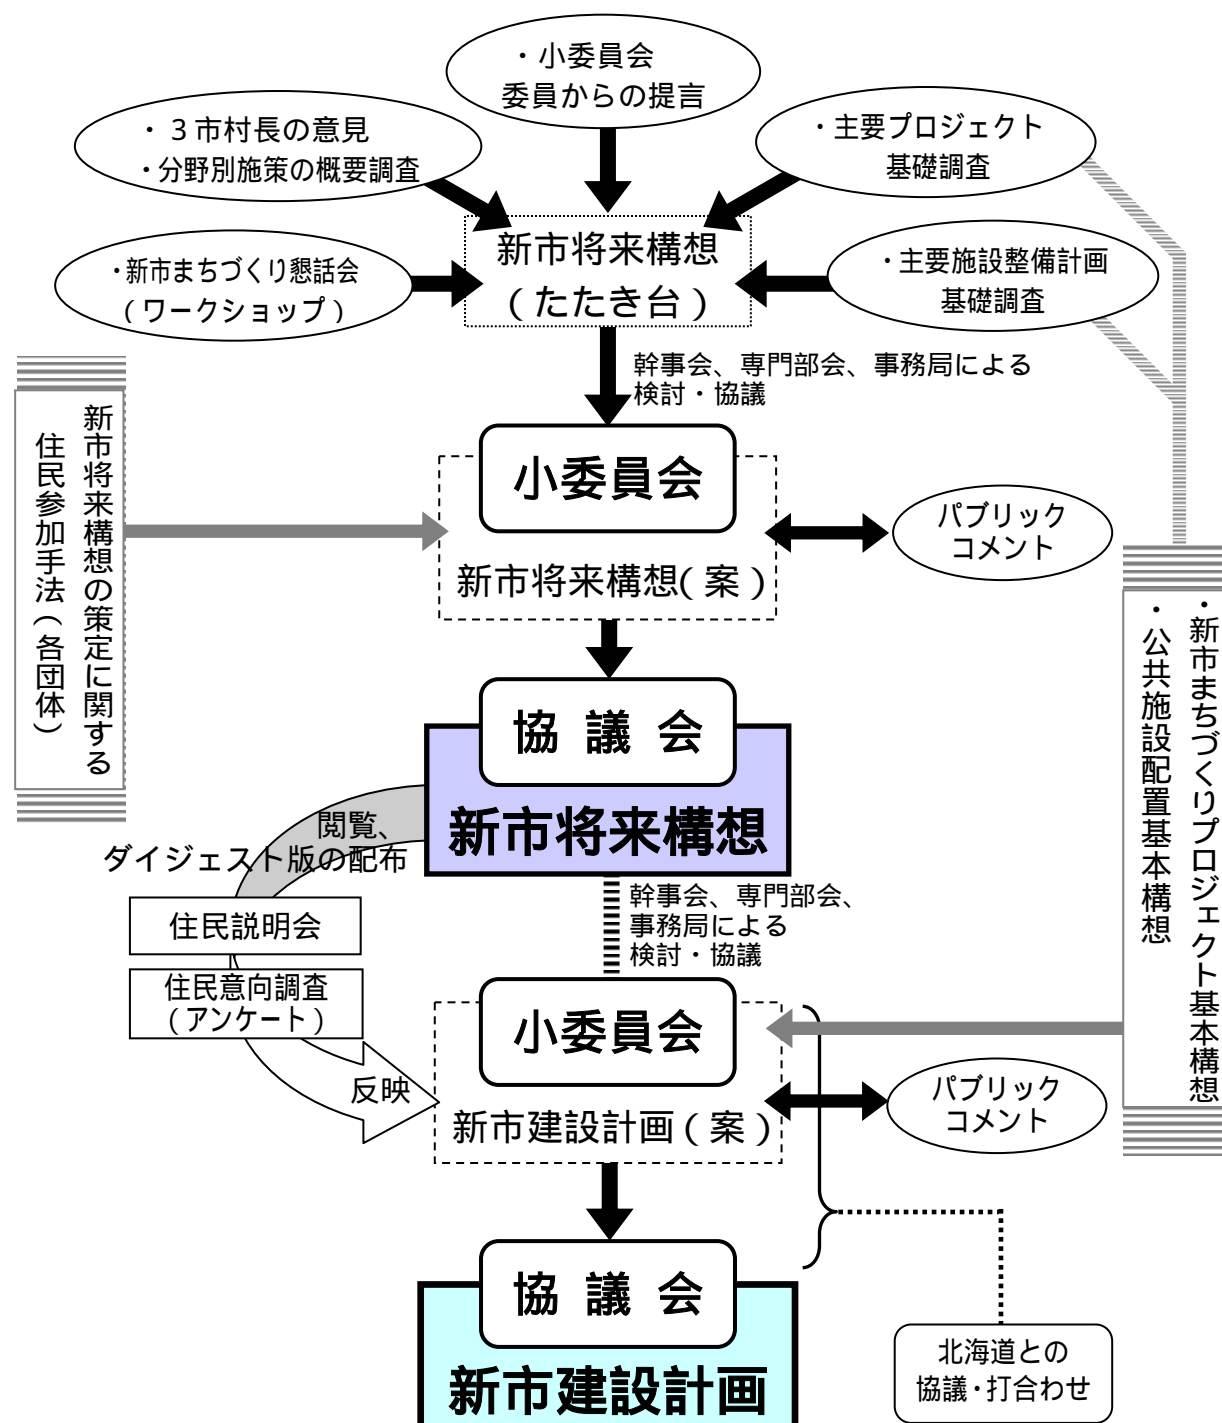 ・小委員会
委員からの提言
・３市村長の意見
・分野別施策の概要調査
・主要プロジェクト
基礎調査
・新市まちづくり懇話会
（ワークショップ）
新市将来構想
（たたき台）
・主要施設整備計画
基礎調査
幹事会、専門部会、事務局による
検討・協議
新市将来構想の策定に関する
住民参加手法（各団体）
小委員会
新市将来構想（案）
パブリック
コメント
・新市まちづくりプロジェクト基本構想
・公共施設配置基本構想
協議会
新市将来構想
閲覧、
ダイジェスト版の配布
住民説明会
住民意向調査
（アンケート）
反映
幹事会、専門部会、
事務局による
検討・協議
小委員会
新市建設計画（案）
パブリック
コメント
協議会
新市建設計画
北海道との
協議・打合わせ